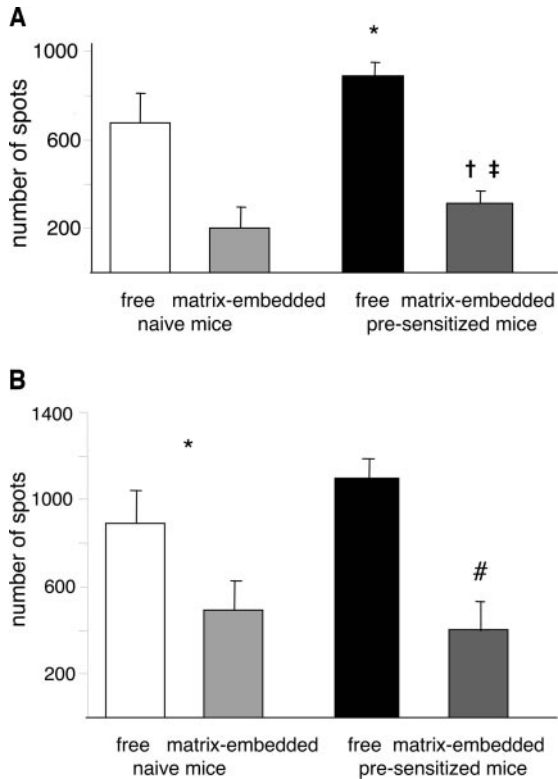 A
1000
*
600
† ‡
200
number of spots
free matrix-embedded free matrix-embedded
naive mice pre-sensitized mice
B
1400
*
1000
600
#
200
number of spots
free matrix-embedded free matrix-embedded
naive mice pre-sensitized mice